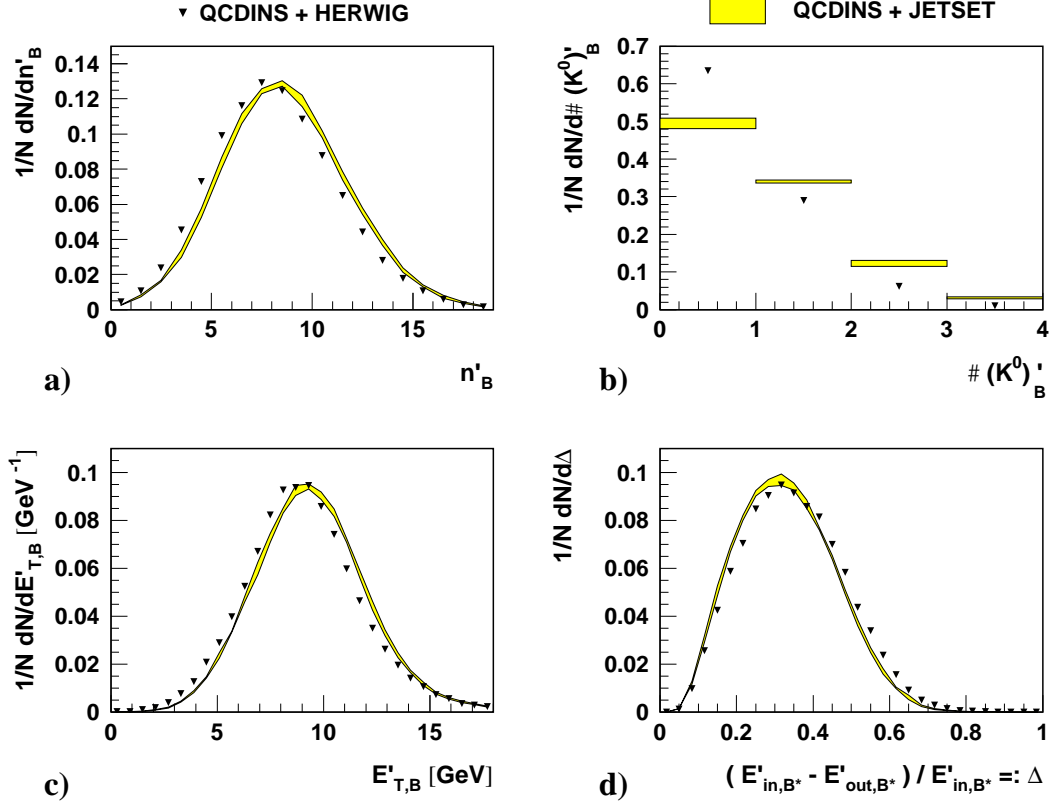 ▼ QCDINS + HERWIG
QCDINS + JETSET
1/N dN/dn'B
0.14
0.12
0.1
0.08
0.06
0.04
0.02
0
0 5 10 15
a)
n'B
1/N dN/d# (K0)'B
0.7
0.6
0.5
0.4
0.3
0.2
0.1
0
0 1 2 3 4
b)
# (K0)'B
1/N dN/dE'T,B [GeV -1]
0.1
0.08
0.06
0.04
0.02
0
0 5 10 15
c)
E'T,B [GeV]
1/N dN/dΔ
0.1
0.08
0.06
0.04
0.02
0
0 0.2 0.4 0.6 0.8 1
d)
( E'in,B* - E'out,B* ) / E'in,B* =: Δ